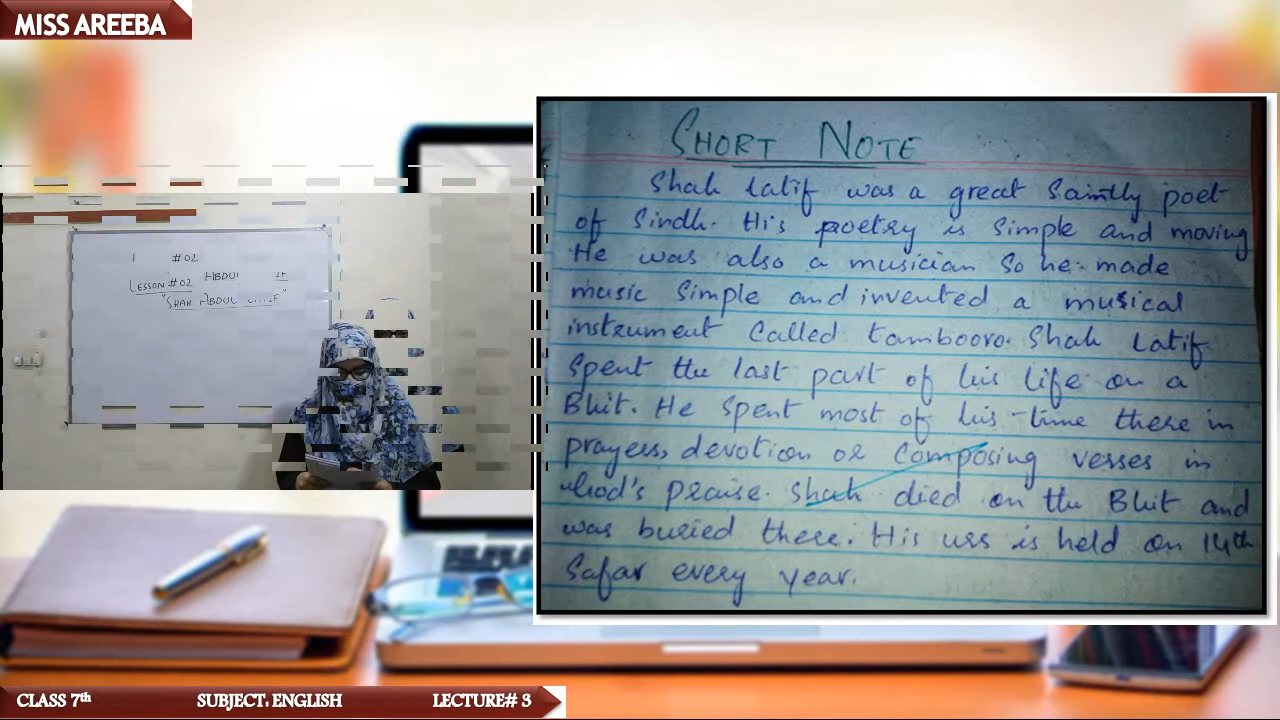 MISS AREEBA
# 02
LESSON # 02 ABDUL
"SHAH ABDUL
SHORT NOTE
Shah Latif was a great Saintly poet
of Sindh. His poetry is simple and moving
He was also a musician so he made
music simple and invented a musical
instrument called tambooro. Shah Latif
spent the last part of his life on a
Bhit. He spent most of his time there in
prayers, devotion or composing verses in
God's praise. Shah died on the Bhit and
was buried there. His urs is held on 14th
Safar every year.
CLASS 7th SUBJECT. ENGLISH LECTURE# 3